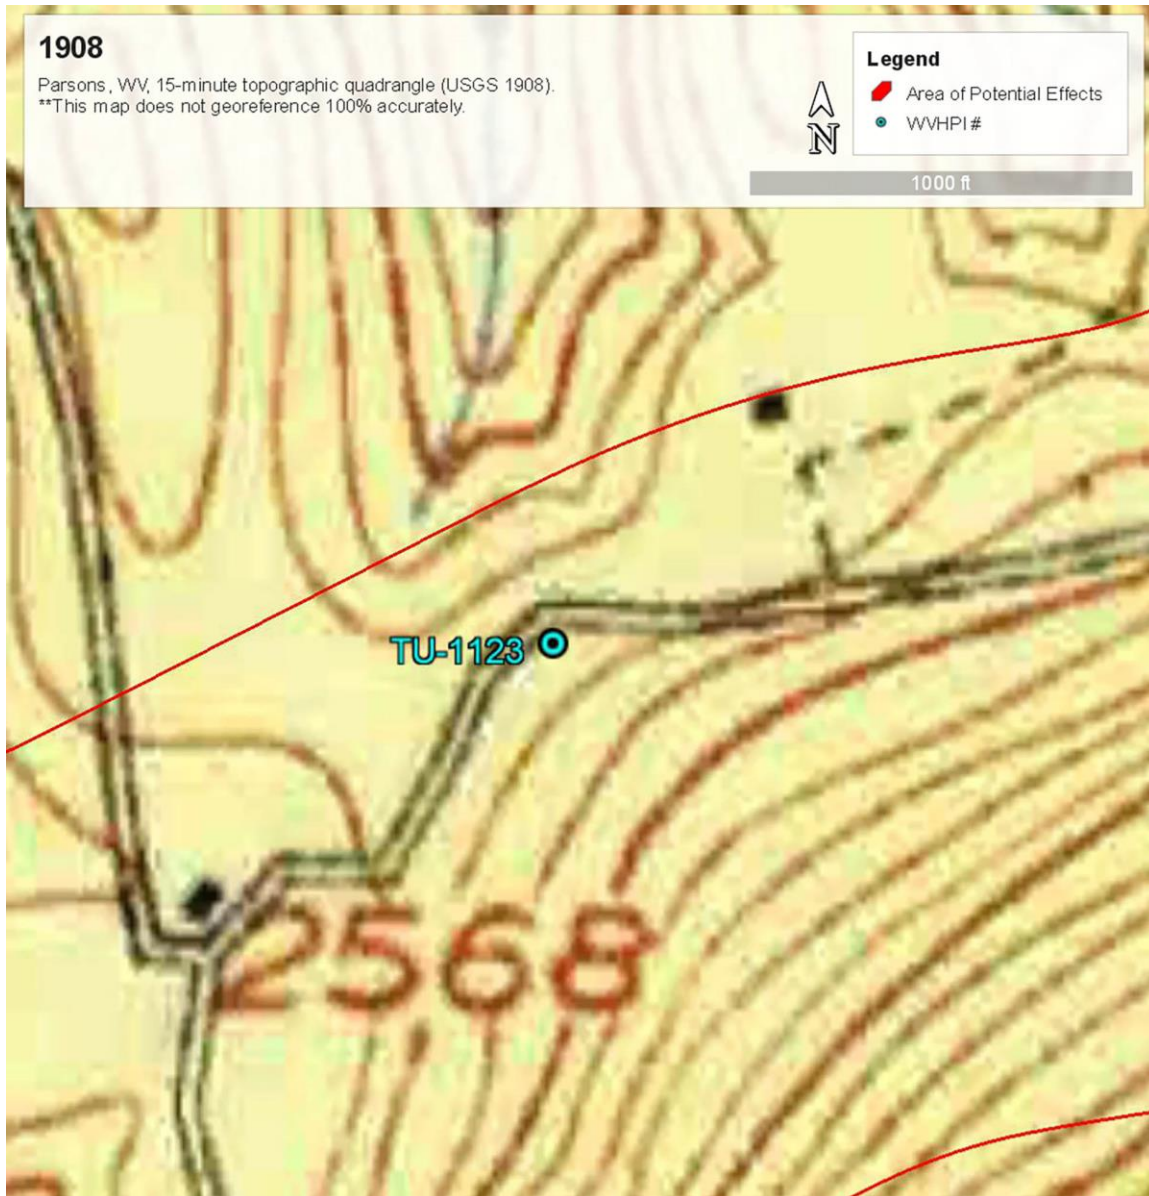 1908
Parsons, WV, 15-minute topographic quadrangle (USGS 1908).
**This map does not georeference 100% accurately.
N
Legend
Area of Potential Effects
WVHPI #
1000 ft
TU-1123
2568